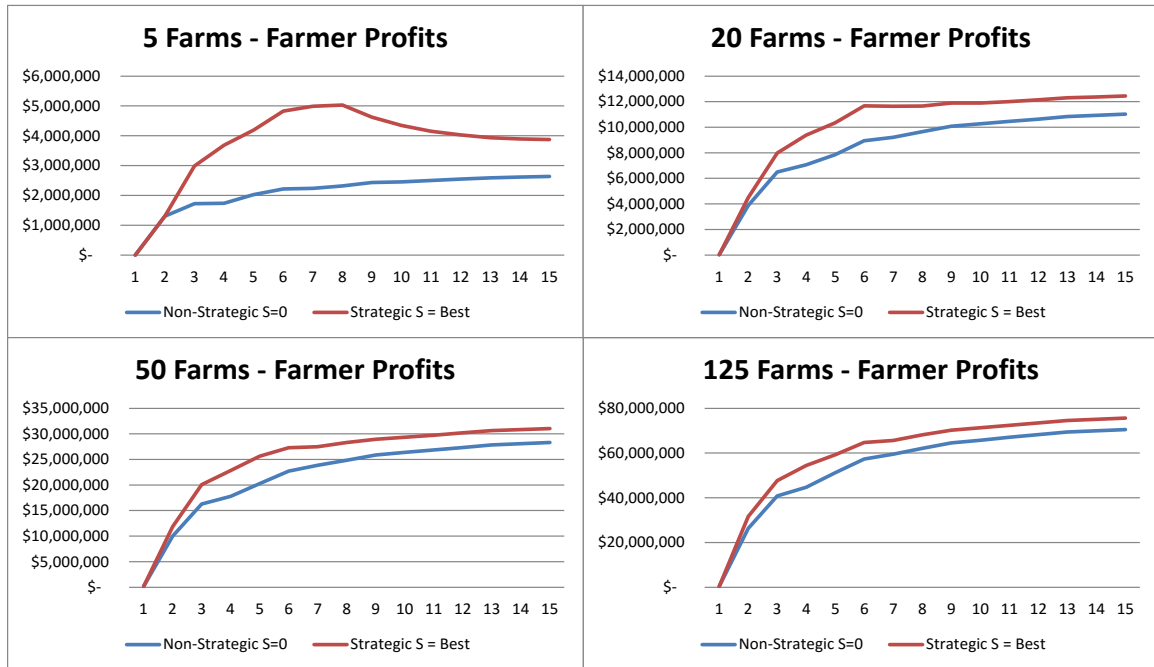 5 Farms - Farmer Profits
$6,000,000
$5,000,000
$4,000,000
$3,000,000
$2,000,000
$1,000,000
$-
1 2 3 4 5 6 7 8 9 10 11 12 13 14 15
Non-Strategic S=0 Strategic S = Best
20 Farms - Farmer Profits
$14,000,000
$12,000,000
$10,000,000
$8,000,000
$6,000,000
$4,000,000
$2,000,000
$-
1 2 3 4 5 6 7 8 9 10 11 12 13 14 15
Non-Strategic S=0 Strategic S = Best
50 Farms - Farmer Profits
$35,000,000
$30,000,000
$25,000,000
$20,000,000
$15,000,000
$10,000,000
$5,000,000
$-
1 2 3 4 5 6 7 8 9 10 11 12 13 14 15
Non-Strategic S=0 Strategic S = Best
125 Farms - Farmer Profits
$80,000,000
$60,000,000
$40,000,000
$20,000,000
$-
1 2 3 4 5 6 7 8 9 10 11 12 13 14 15
Non-Strategic S=0 Strategic S = Best